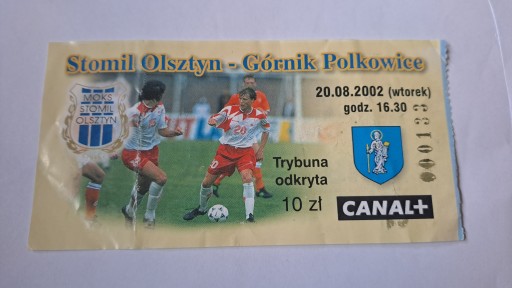 Stomil Olsztyn - Górnik Polkowice
20.08.2002 (wtorek)
godz. 16.30
MOKS
STOMIL
OLSZTYN
20
Trybuna
odkryta
10 zł
CANAL+